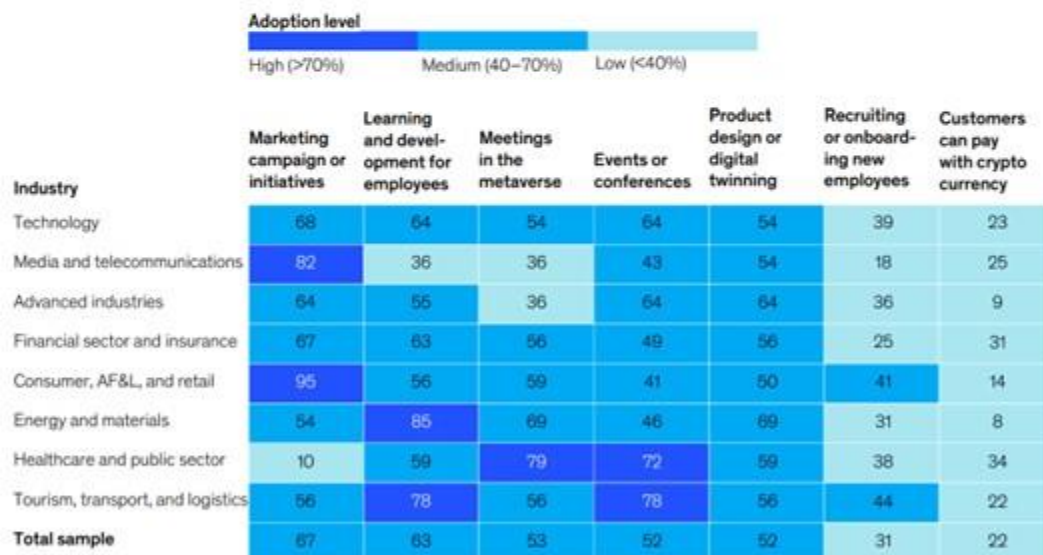 Adoption level
High (>70%) Medium (40–70%) Low (<40%)
Industry
Marketing campaign or initiatives
Learning and devel-opment for employees
Meetings in the metaverse
Events or conferences
Product design or digital twinning
Recruiting or onboard-ing new employees
Customers can pay with crypto currency
Technology 68 64 54 64 54 39 23
Media and telecommunications 82 36 36 43 54 18 25
Advanced industries 64 55 36 64 64 36 9
Financial sector and insurance 67 63 56 49 56 25 31
Consumer, AF&L, and retail 95 56 59 41 50 41 14
Energy and materials 54 85 69 46 69 31 8
Healthcare and public sector 10 59 79 72 59 38 34
Tourism, transport, and logistics 56 78 56 78 56 44 22
Total sample 67 63 53 52 52 31 22